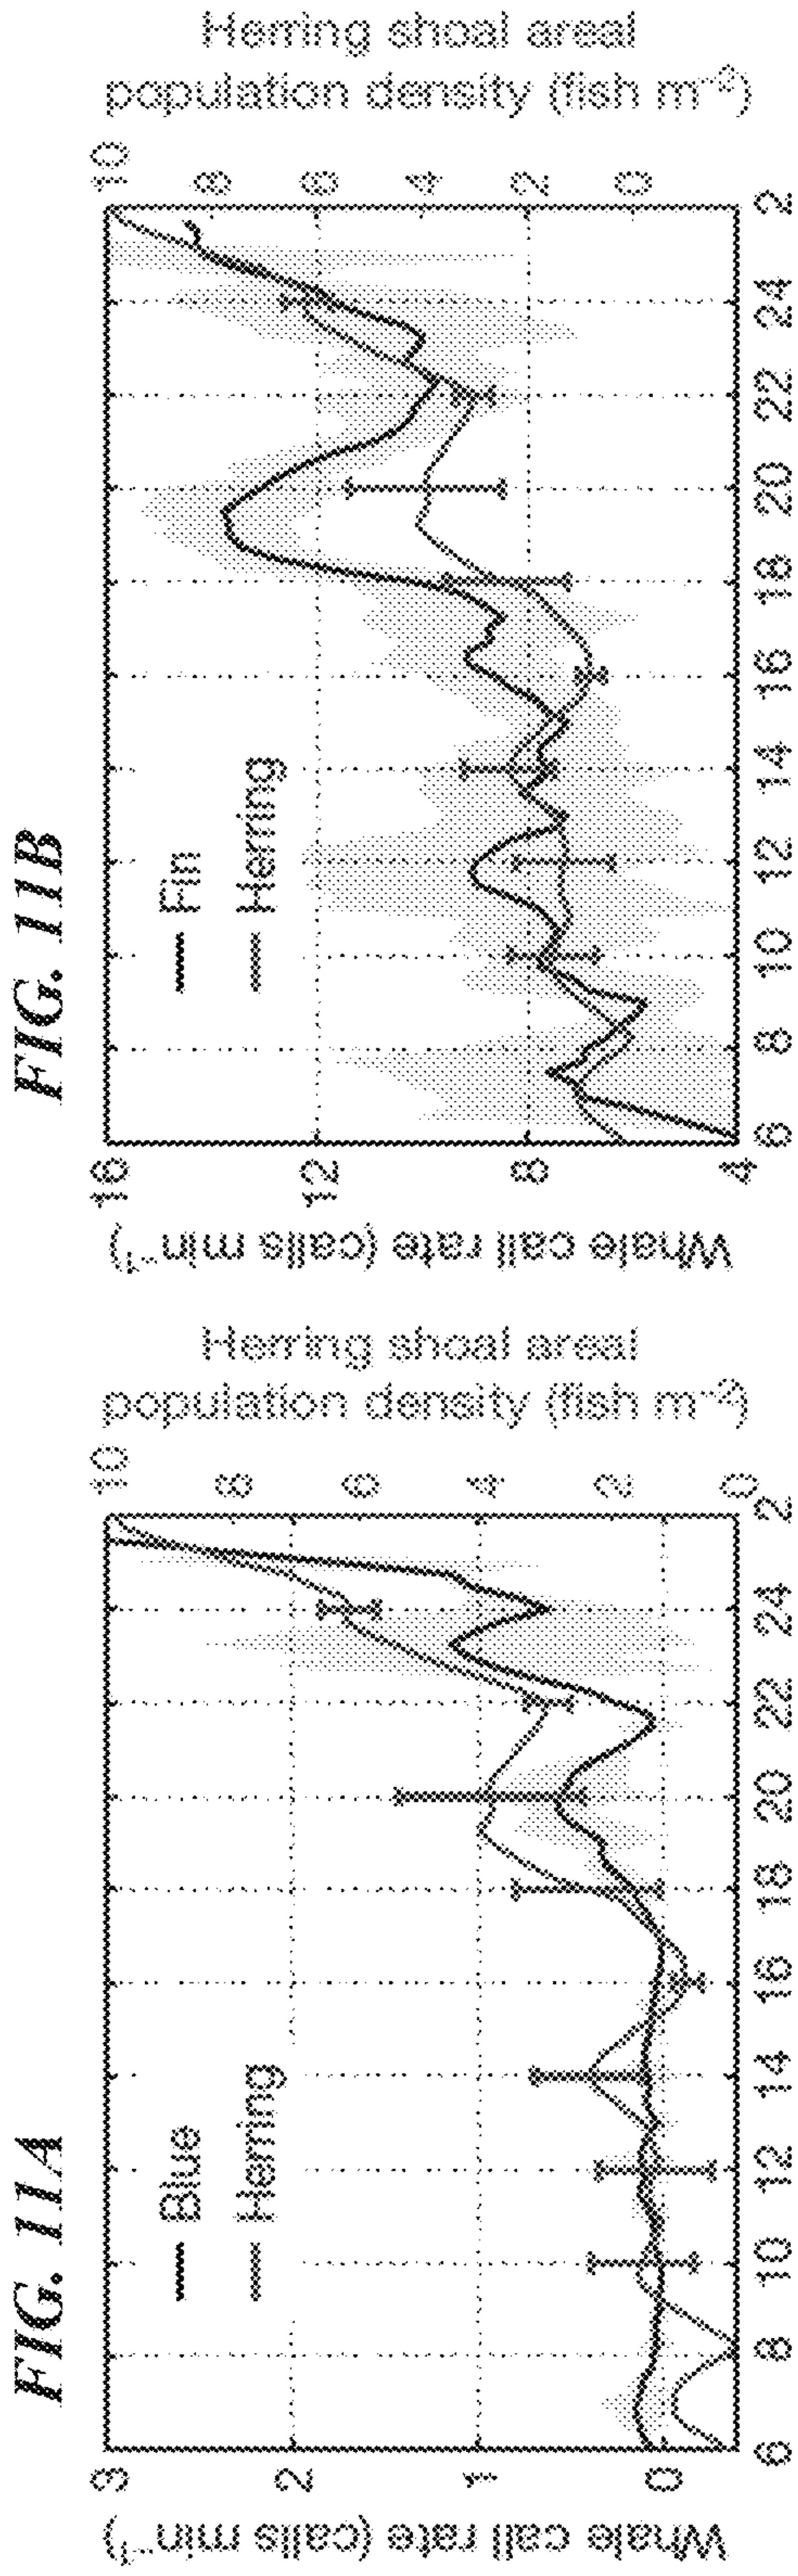 FIG. 11A
Whale call rate (calls min⁻¹)
3
2
1
0
Blue
Herring
10
8
6
4
2
0
Herring shoal areal
population density (fish m⁻²)
6 8 10 12 14 16 18 20 22 24 2
FIG. 11B
Whale call rate (calls min⁻¹)
16
12
8
4
Fin
Herring
10
8
6
4
2
0
Herring shoal areal
population density (fish m⁻²)
6 8 10 12 14 16 18 20 22 24 2